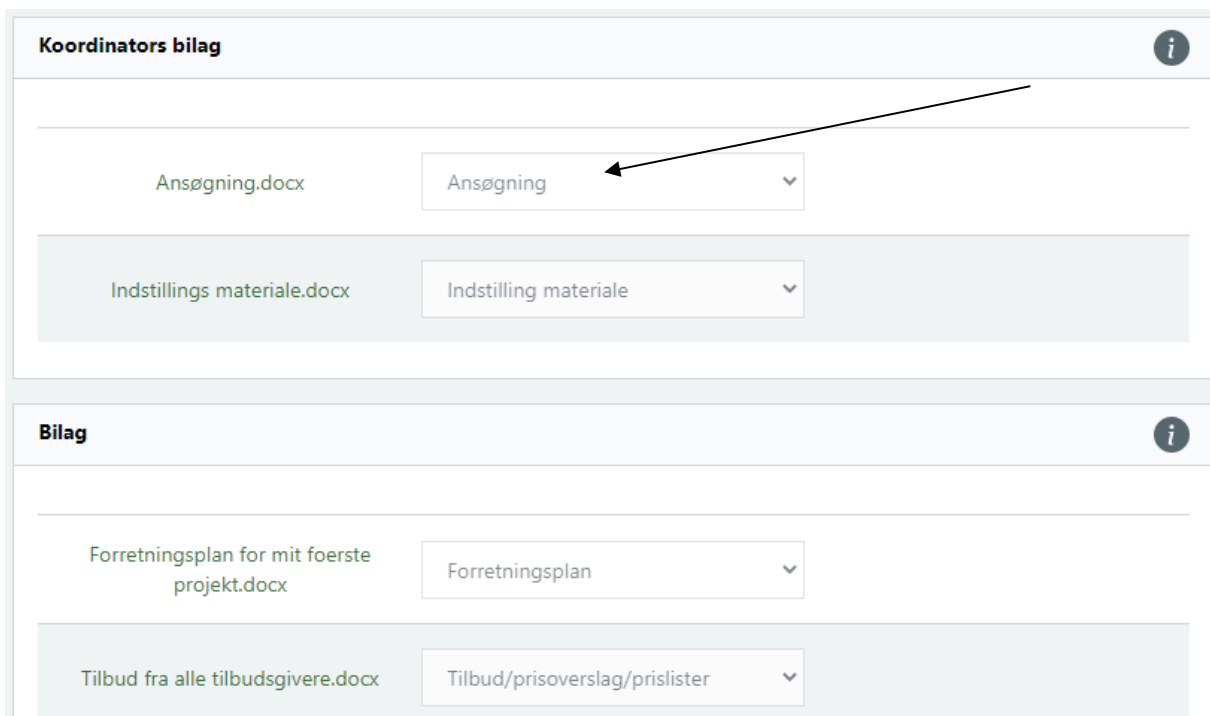 Koordinators bilag
Ansøgning.docx
Ansøgning
Indstillings materiale.docx
Indstilling materiale
Bilag
Forretningsplan for mit foerste
projekt.docx
Forretningsplan
Tilbud fra alle tilbudsgivere.docx
Tilbud/prisoverslag/prislister